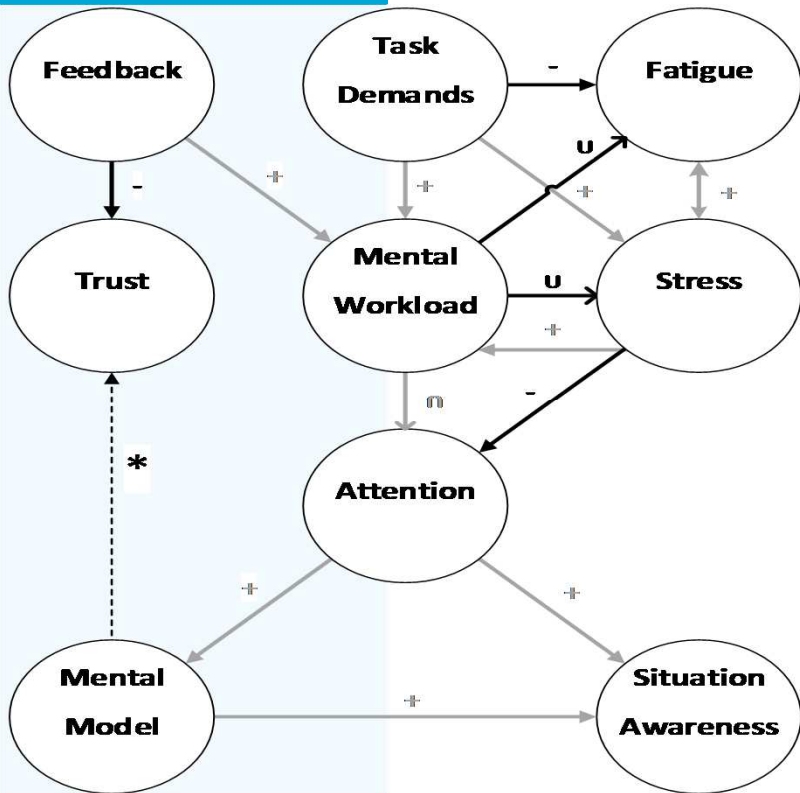 Feedback
Task
Demands
Fatigue
-
-
+
+
u
+
+
Trust
Mental
Workload
u
Stress
+
n
-
*
Attention
+
+
Mental
Model
+
Situation
Awareness